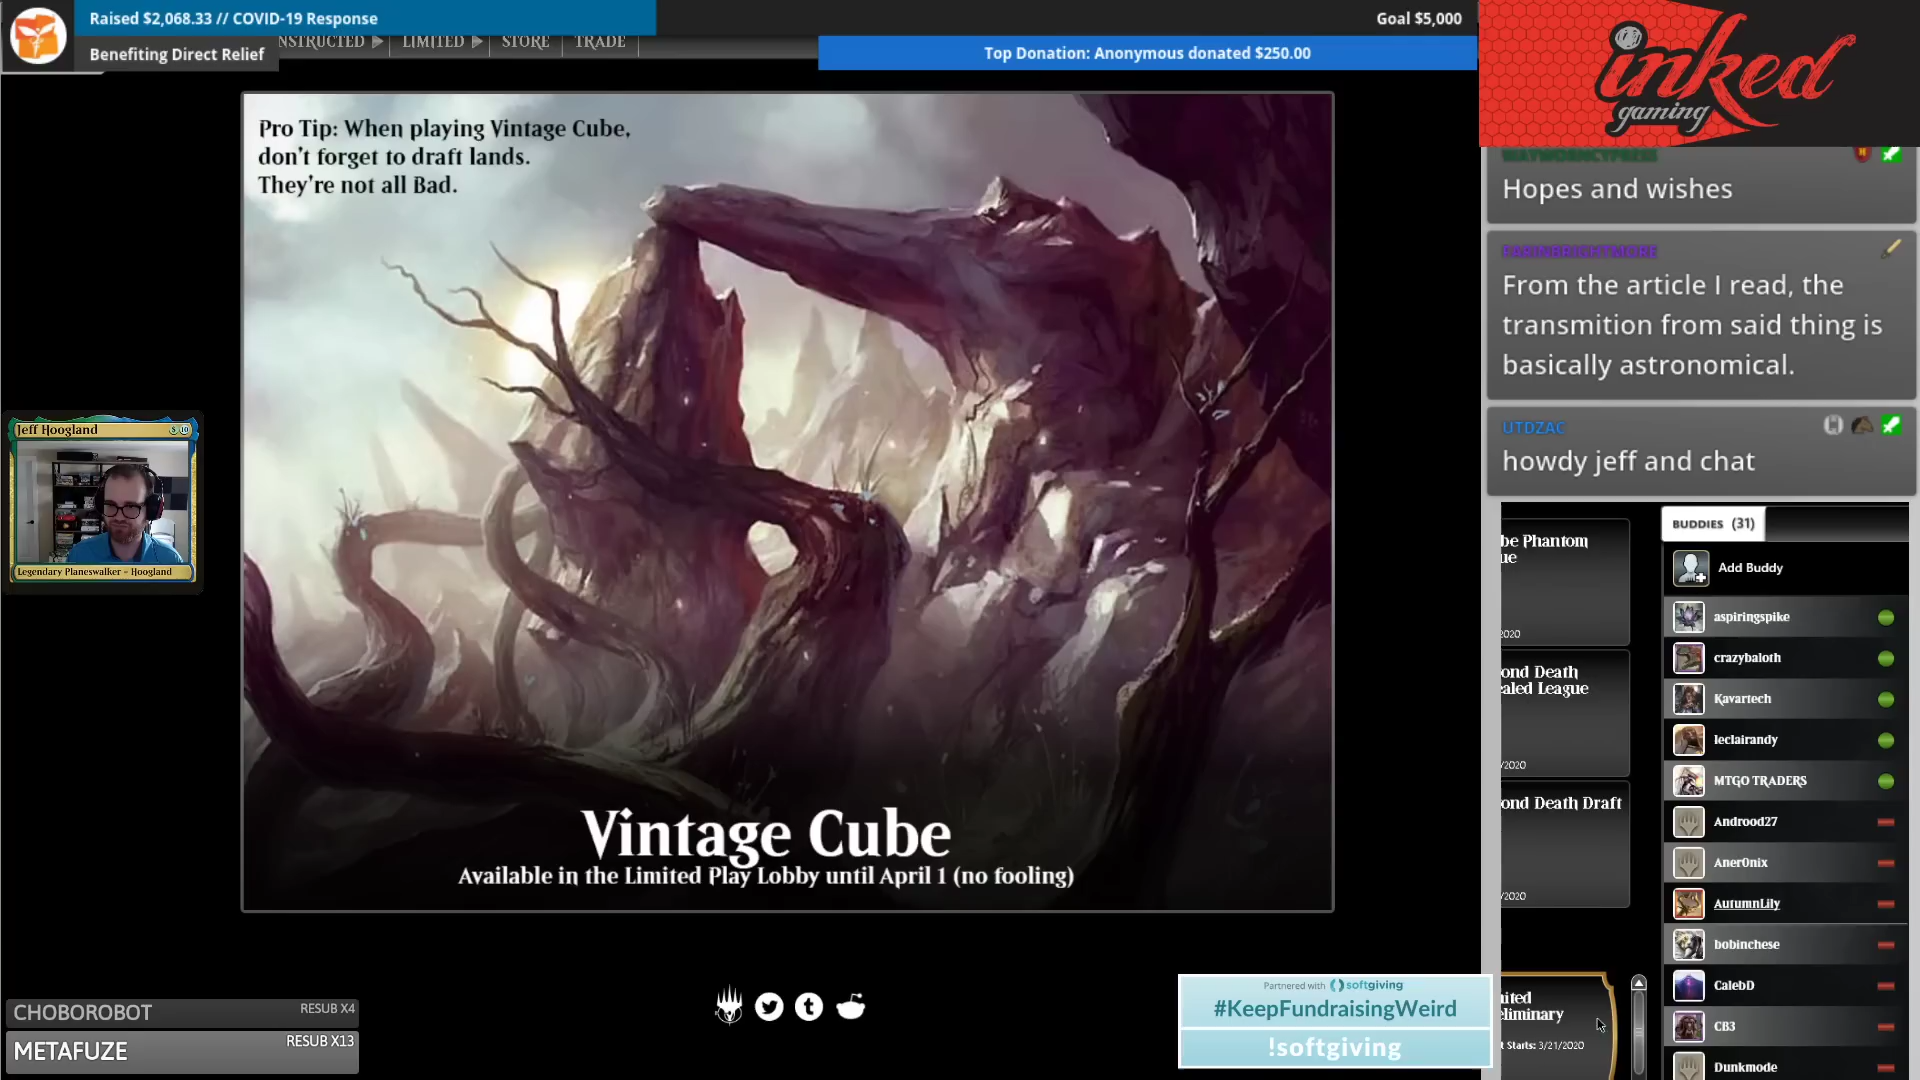 Raised $2,068.33 // COVID-19 Response
Goal $5,000
Benefiting Direct Relief
NSTRUCTED
LIMITED
STORE
TRADE
Top Donation: Anonymous donated $250.00
inked
gaming
Pro Tip: When playing Vintage Cube,
don't forget to draft lands.
They're not all Bad.
WAYWORNCYPRESS
Hopes and wishes
FARINBRIGHTMORE
From the article I read, the
transmition from said thing is
basically astronomical.
UTDZAC
howdy jeff and chat
Jeff Hoogland
Legendary Planeswalker - Hoogland
Vintage Cube
Available in the Limited Play Lobby until April 1 (no fooling)
be Phantom
ue
2020
ond Death
ealed League
/2020
ond Death Draft
/2020
nited
eliminary
t Starts: 3/21/2020
BUDDIES (31)
Add Buddy
aspiringspike
crazybaloth
Kavartech
leclairandy
MTGO TRADERS
Androod27
Aner0nix
AutumnLily
bobinchese
CalebD
CB3
Dunkmode
CHOBOROBOT
RESUB X4
METAFUZE
RESUB X13
Partnered with softgiving
#KeepFundraisingWeird
!softgiving